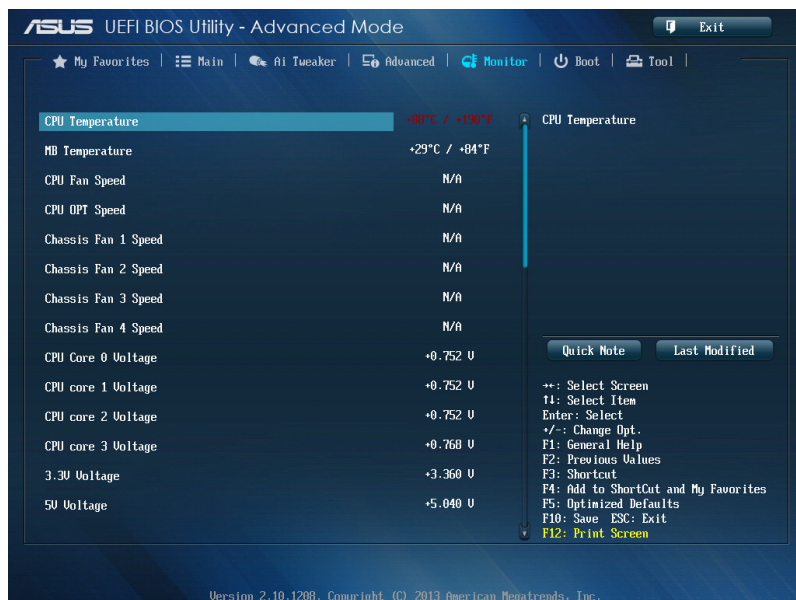 ASUS UEFI BIOS Utility - Advanced Mode
Exit
My Favorites | Main | Ai Tweaker | Advanced | Monitor | Boot | Tool |
CPU Temperature
CPU Temperature
MB Temperature +29°C / +84°F
CPU Fan Speed N/A
CPU OPT Speed N/A
Chassis Fan 1 Speed N/A
Chassis Fan 2 Speed N/A
Chassis Fan 3 Speed N/A
Chassis Fan 4 Speed N/A
CPU Core 0 Voltage +0.752 V
CPU core 1 Voltage +0.752 V
CPU core 2 Voltage +0.752 V
CPU core 3 Voltage +0.768 V
3.3V Voltage +3.360 V
5V Voltage +5.040 V
Quick Note Last Modified
→←: Select Screen
↑↓: Select Item
Enter: Select
+/-: Change Opt.
F1: General Help
F2: Previous Values
F3: Shortcut
F4: Add to ShortCut and My Favorites
F5: Optimized Defaults
F10: Save ESC: Exit
F12: Print Screen
Version 2.10.1208. Copyright (C) 2013 American Megatrends, Inc.